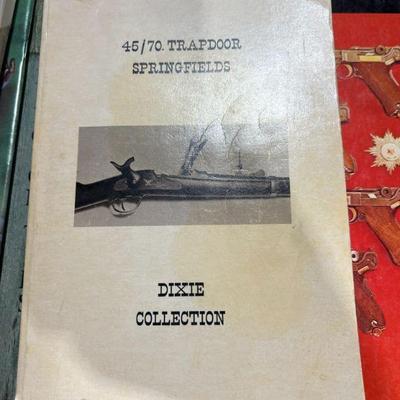 45/70. TRAPDOOR
SPRINGFIELDS
DIXIE
COLLECTION